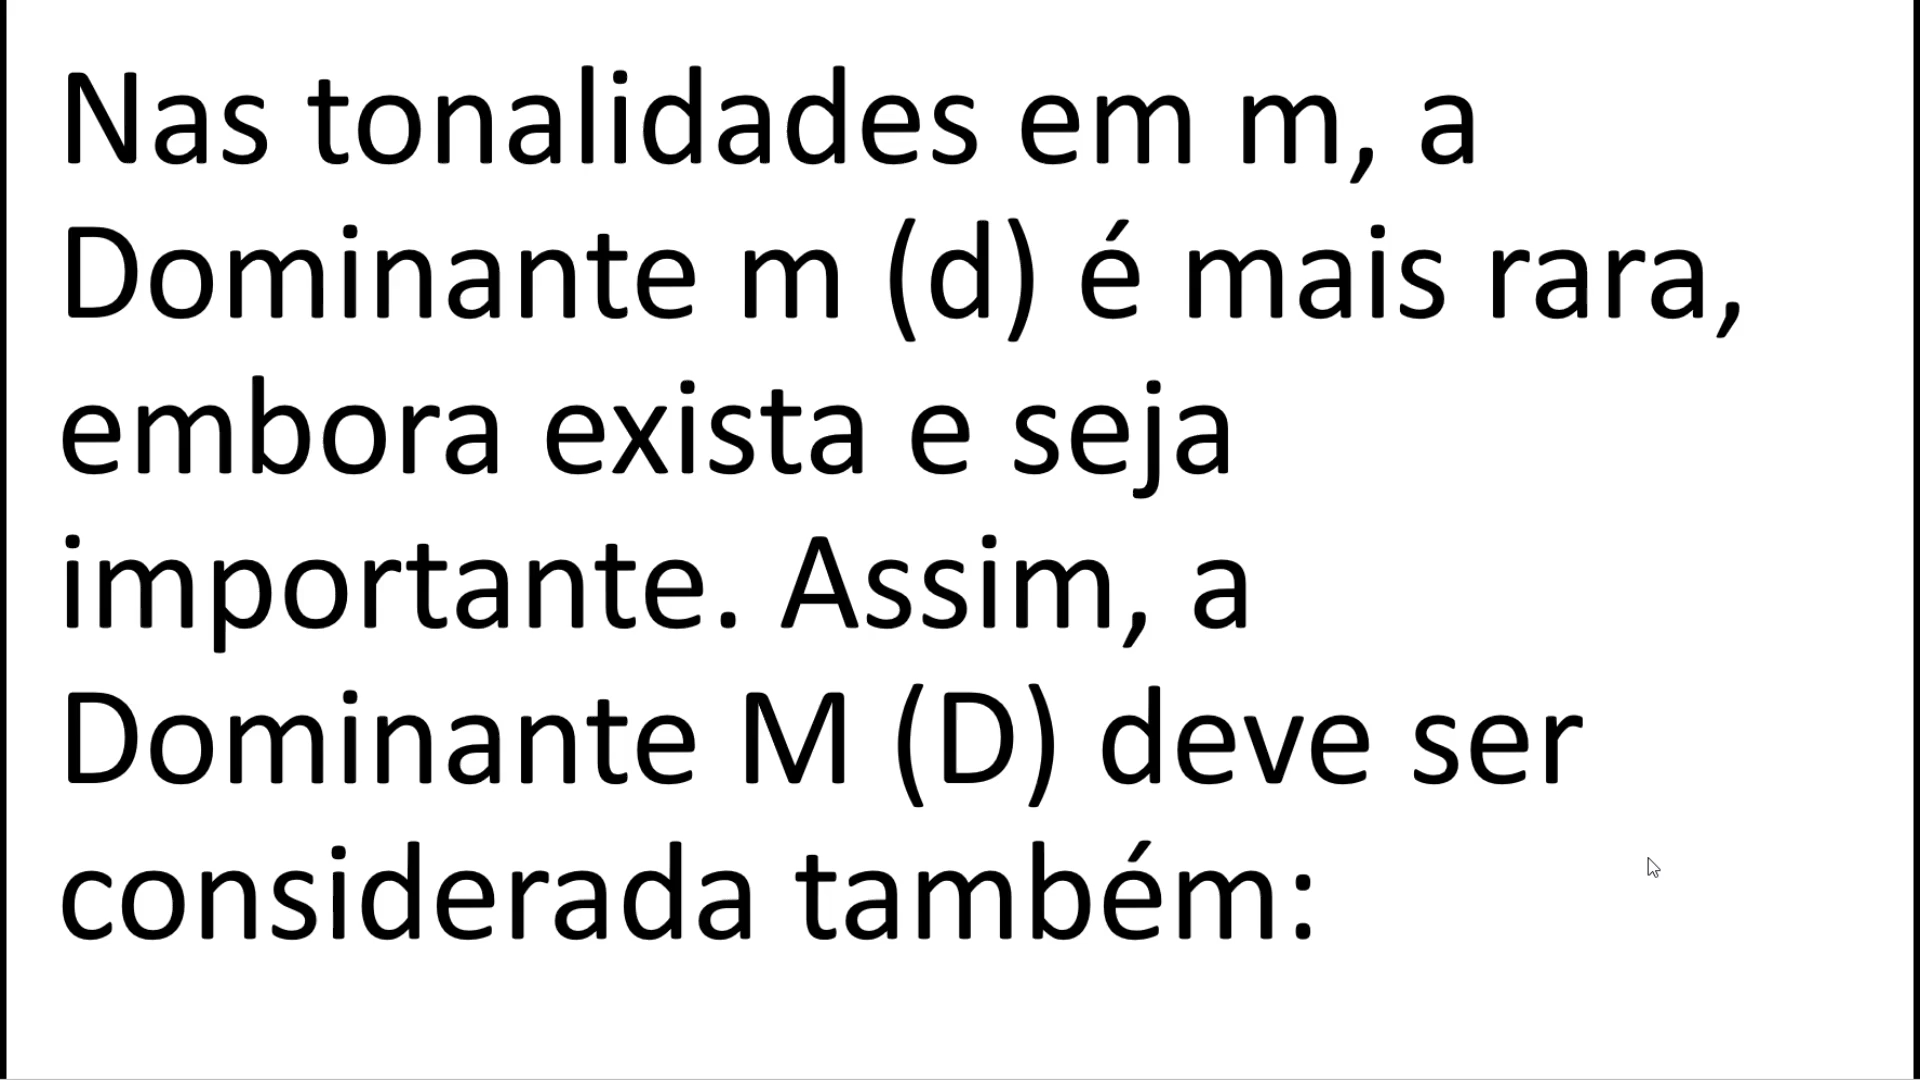 Nas tonalidades em m, a
Dominante m (d) é mais rara,
embora exista e seja
importante. Assim, a
Dominante M (D) deve ser
considerada também: